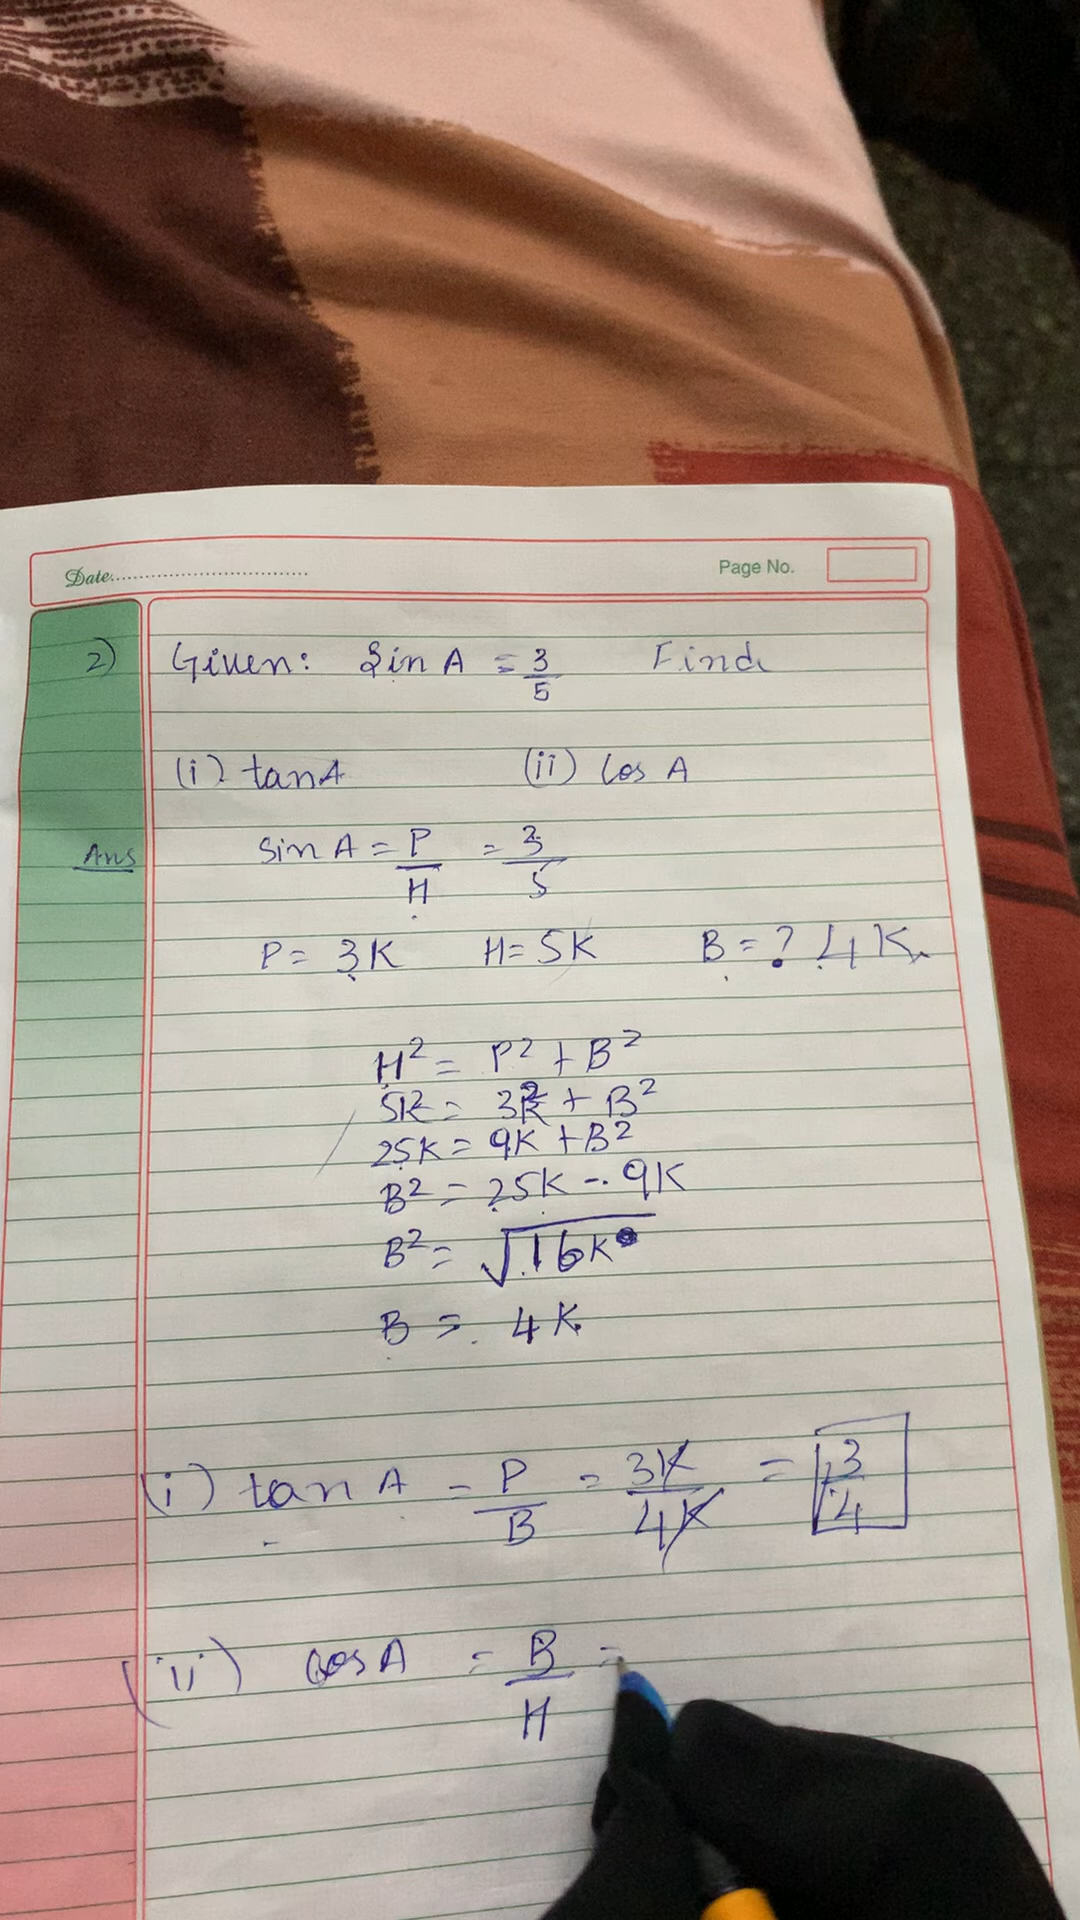 Date..............................
Page No.
2) Given: Sin A = 3/5 Find
(i) tanA (ii) Cos A
Ans sin A = P/H = 3/5
P = 3K H = 5K B = ? 4K.
H² = P² + B²
5K² = 3K² + B²
25K = 9K + B²
B² = 25K - 9K
B² = √16K
B = 4K.
(i) tan A = P/B = 3K/4K = 3/4
(ii) Cos A = B/H =